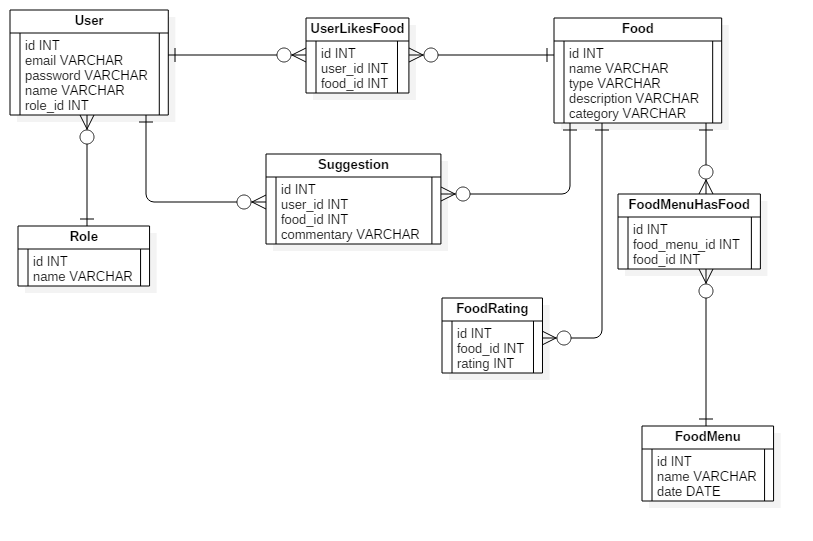 User
id INT
email VARCHAR
password VARCHAR
name VARCHAR
role_id INT
UserLikesFood
id INT
user_id INT
food_id INT
Food
id INT
name VARCHAR
type VARCHAR
description VARCHAR
category VARCHAR
Suggestion
id INT
user_id INT
food_id INT
commentary VARCHAR
FoodMenuHasFood
id INT
food_menu_id INT
food_id INT
Role
id INT
name VARCHAR
FoodRating
id INT
food_id INT
rating INT
FoodMenu
id INT
name VARCHAR
date DATE